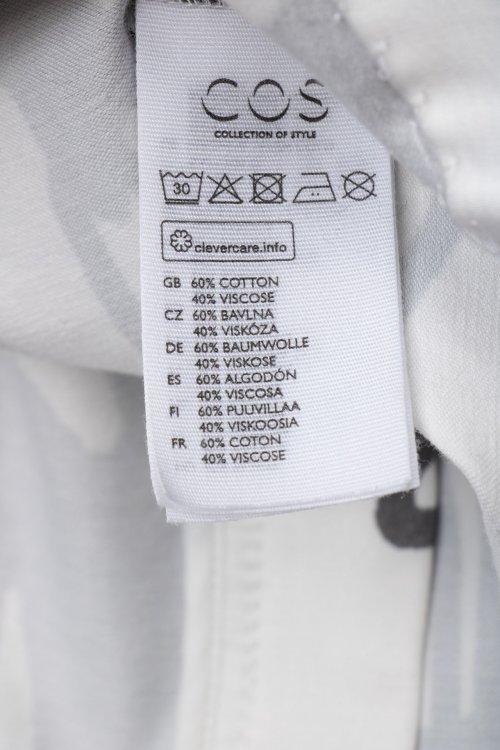 COS
COLLECTION OF STYLE
30
clevercare.info
GB 60% COTTON
40% VISCOSE
CZ 60% BAVLNA
40% VISKÓZA
DE 60% BAUMWOLLE
40% VISKOSE
ES 60% ALGODÓN
40% VISCOSA
FI 60% PUUVILLAA
40% VISKOOSIA
FR 60% COTON
40% VISCOSE